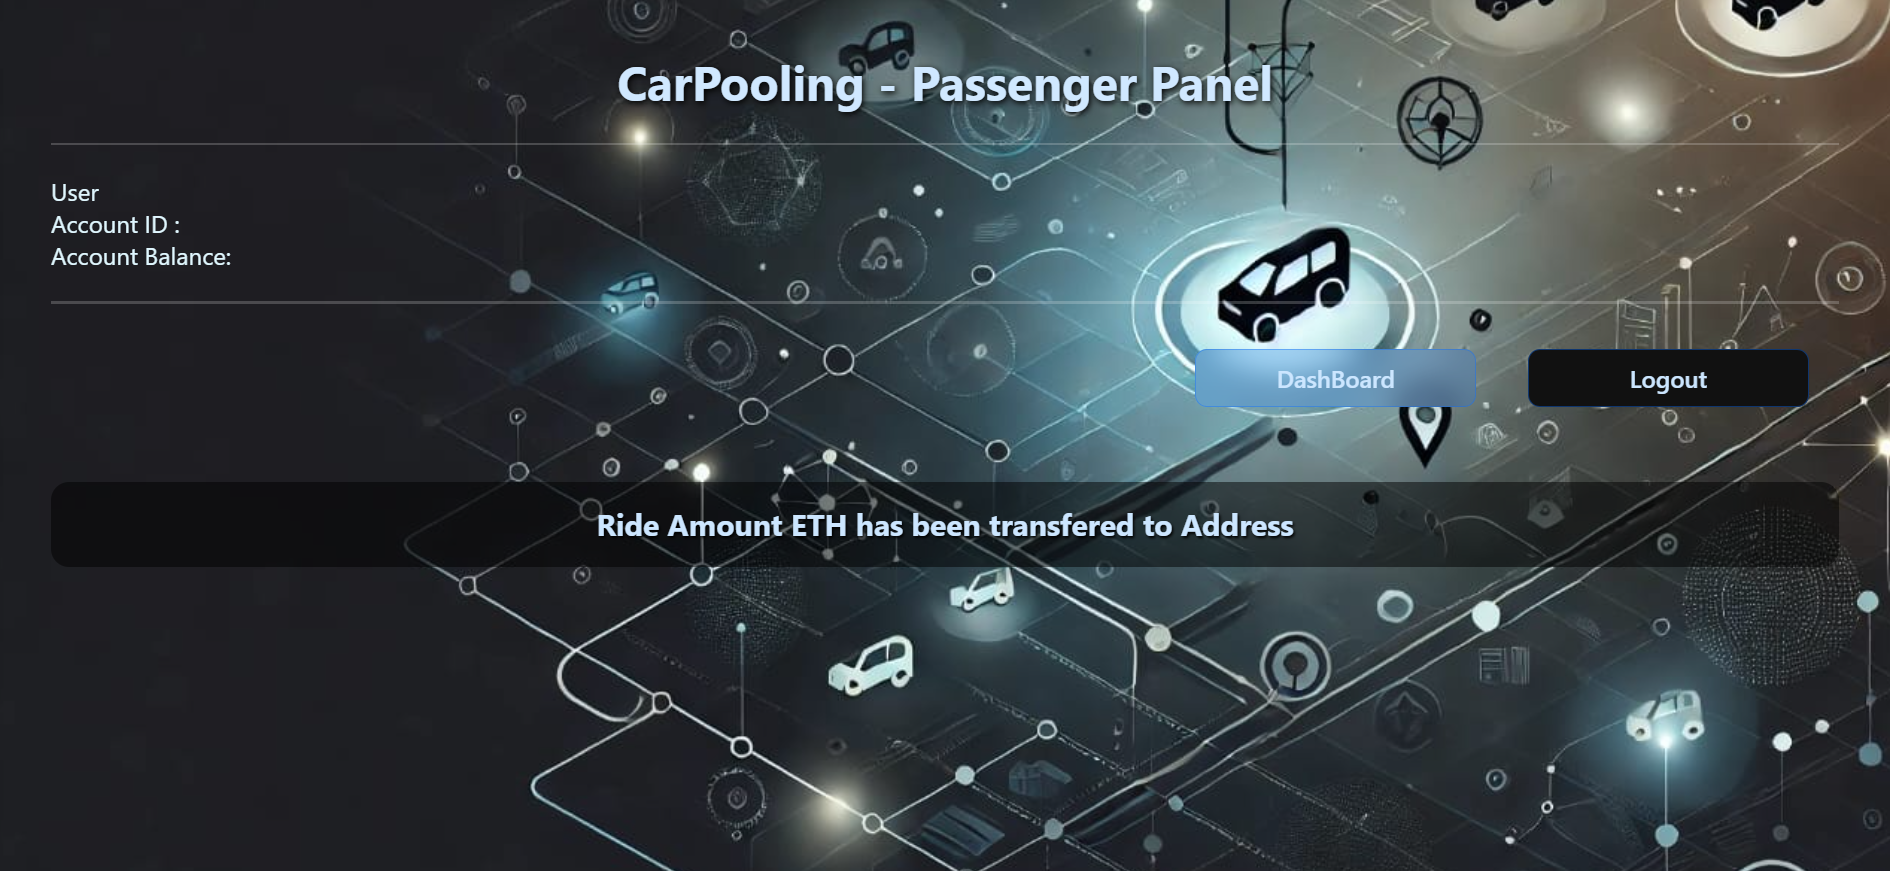 CarPooling - Passenger Panel
User
Account ID :
Account Balance:
DashBoard
Logout
Ride Amount ETH has been transfered to Address